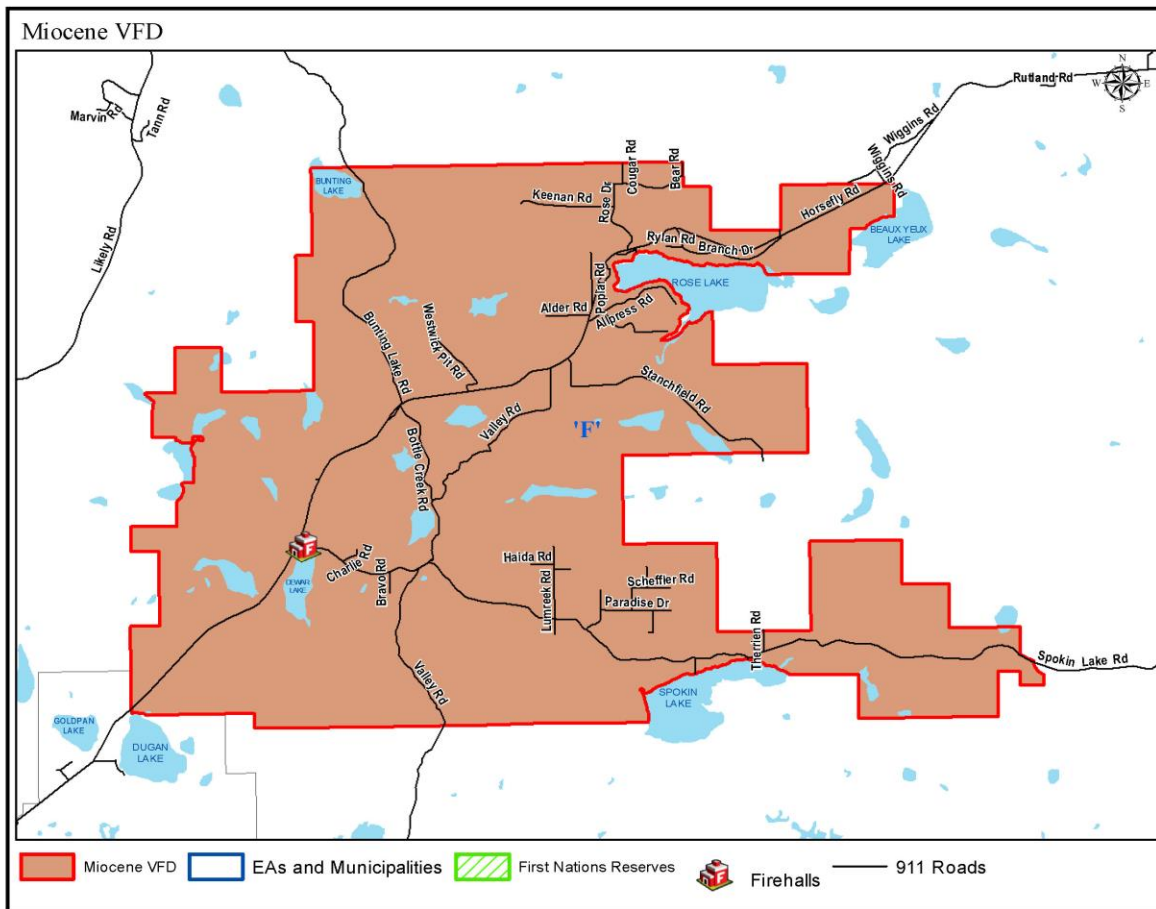 Miocene VFD
N
W E
S
Rutland Rd
Marvin Rd
Tann Rd
Wiggins Rd
Wiggins Rd
Cougar Rd
Bear Rd
BUNTING
LAKE
Keenan Rd
Rose Dr
Horsefly Rd
Likely Rd
Rylan Rd
Branch Dr
BEAUX YEUX
LAKE
Poplar Rd
ROSE LAKE
Alder Rd
Allpress Rd
Bunting Lake Rd
Westwick Pit Rd
Stanchfield Rd
Valley Rd
'F'
Bottle Creek Rd
F
Haida Rd
Charlie Rd
DEWAR
LAKE
Bravo Rd
Scheffler Rd
Lumreek Rd
Paradise Dr
Therrien Rd
Spokin Lake Rd
Valley Rd
SPOKIN
LAKE
GOLDPAN
LAKE
DUGAN
LAKE
Miocene VFD
EAs and Municipalities
First Nations Reserves
F
Firehalls
911 Roads